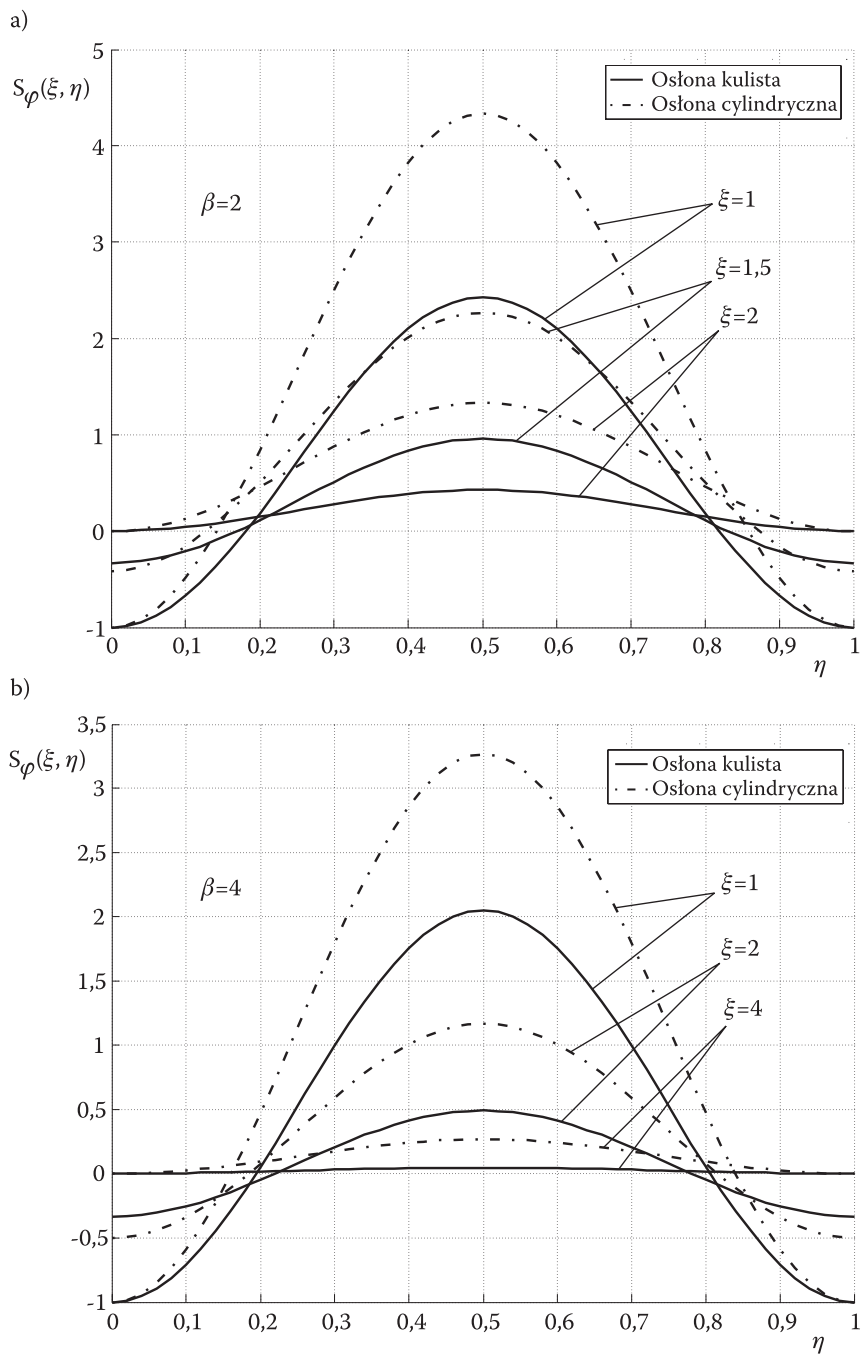 a)
5
S𝜑(ξ, η)
Osłona kulista
Osłona cylindryczna
4
β=2
ξ=1
3
ξ=1,5
2
ξ=2
1
0
-1
0 0,1 0,2 0,3 0,4 0,5 0,6 0,7 0,8 0,9 1
η
b)
3,5
S𝜑(ξ, η)
Osłona kulista
Osłona cylindryczna
3
2,5
β=4
ξ=1
2
ξ=2
1,5
ξ=4
1
0,5
0
-0,5
-1
0 0,1 0,2 0,3 0,4 0,5 0,6 0,7 0,8 0,9 1
η